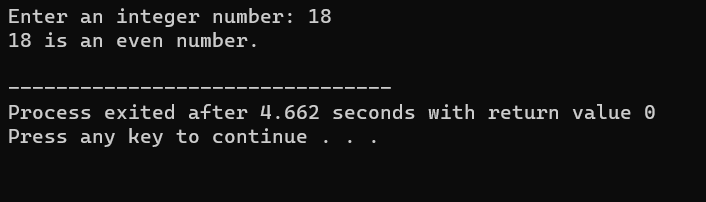 Enter an integer number: 18
18 is an even number.
--------------------------------
Process exited after 4.662 seconds with return value 0
Press any key to continue . . .